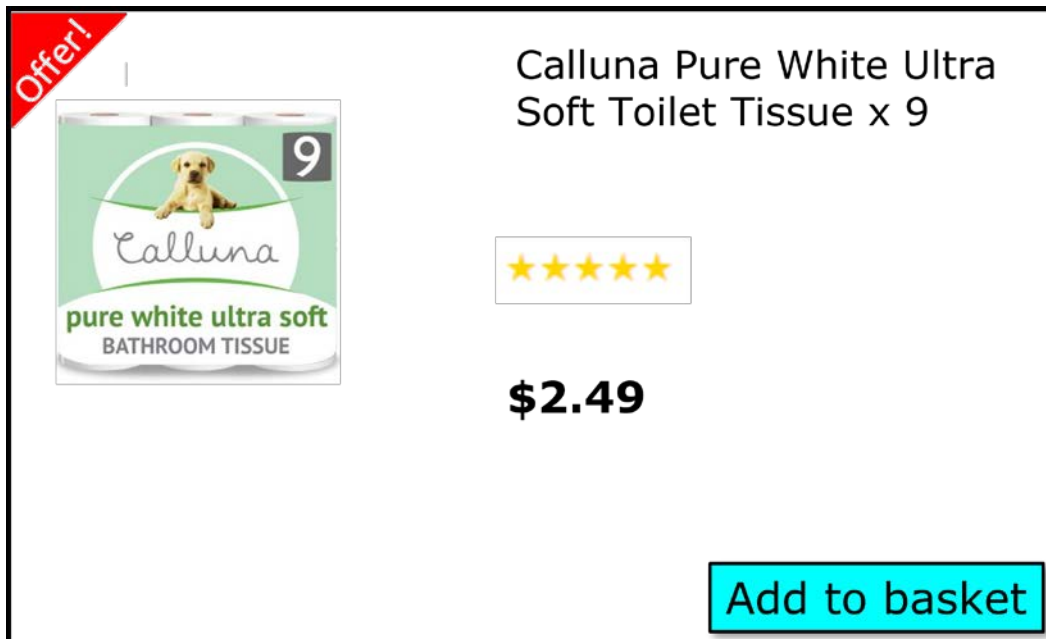 Offer!
Calluna Pure White Ultra
Soft Toilet Tissue x 9
9
Calluna
pure white ultra soft
BATHROOM TISSUE
$2.49
Add to basket